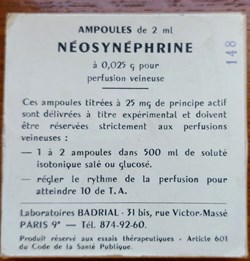 AMPOULES de 2 ml
NÉOSYNÉPHRINE
à 0,025 g pour
perfusion veineuse
148
Ces ampoules titrées à 25 mg de principe actif
sont délivrées à titre expérimental et doivent
être réservées strictement aux perfusions
veineuses :
— 1 à 2 ampoules dans 500 ml de soluté
isotonique salé ou glucosé.
— régler le rythme de la perfusion pour
atteindre 10 de T.A.
Laboratoires BADRIAL - 31 bis, rue Victor-Massé
PARIS 9e — Tél. 874-92-60.
Produit réservé aux essais thérapeutiques - Article 601
du Code de la Santé Publique.